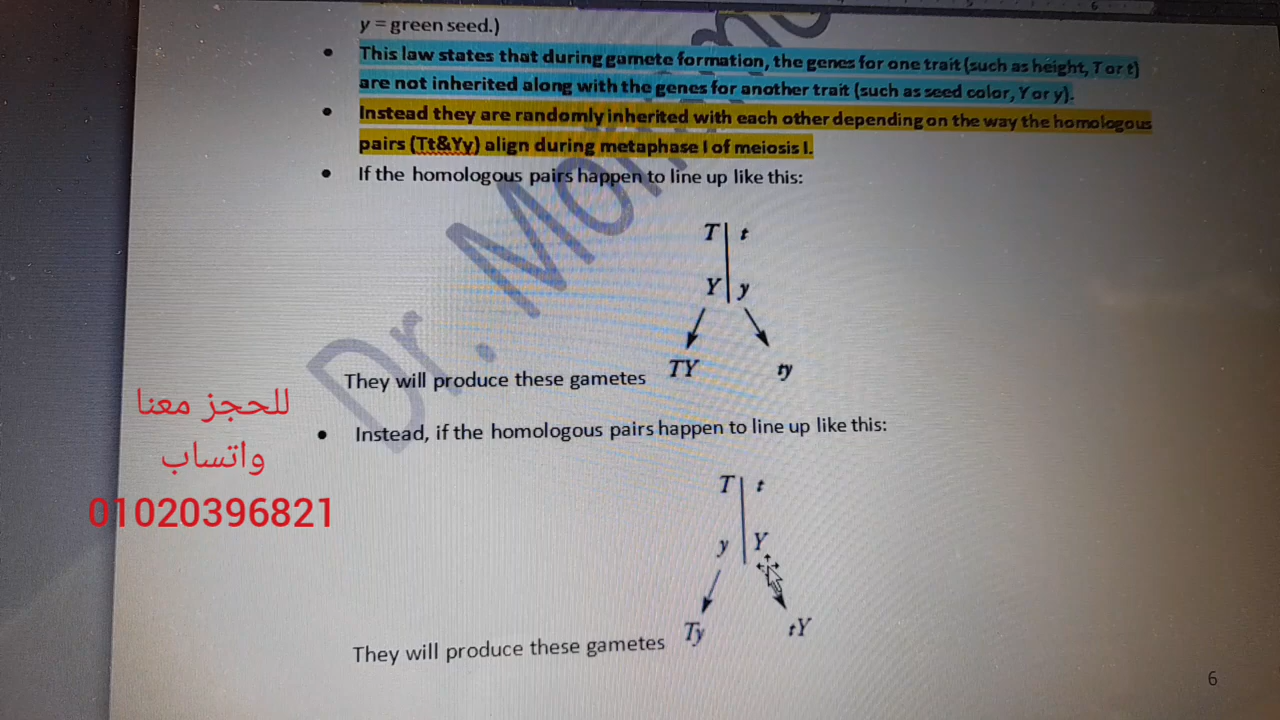 y = green seed.)
• This law states that during gamete formation, the genes for one trait (such as height, T or t)
are not inherited along with the genes for another trait (such as seed color, Y or y).
• Instead they are randomly inherited with each other depending on the way the homologous
pairs (Tt&Yy) align during metaphase I of meiosis I.
• If the homologous pairs happen to line up like this:
T t
Y y
They will produce these gametes TY ty
للحجز معنا
واتساب
01020396821
• Instead, if the homologous pairs happen to line up like this:
T t
y Y
They will produce these gametes Ty tY
6
Dr.